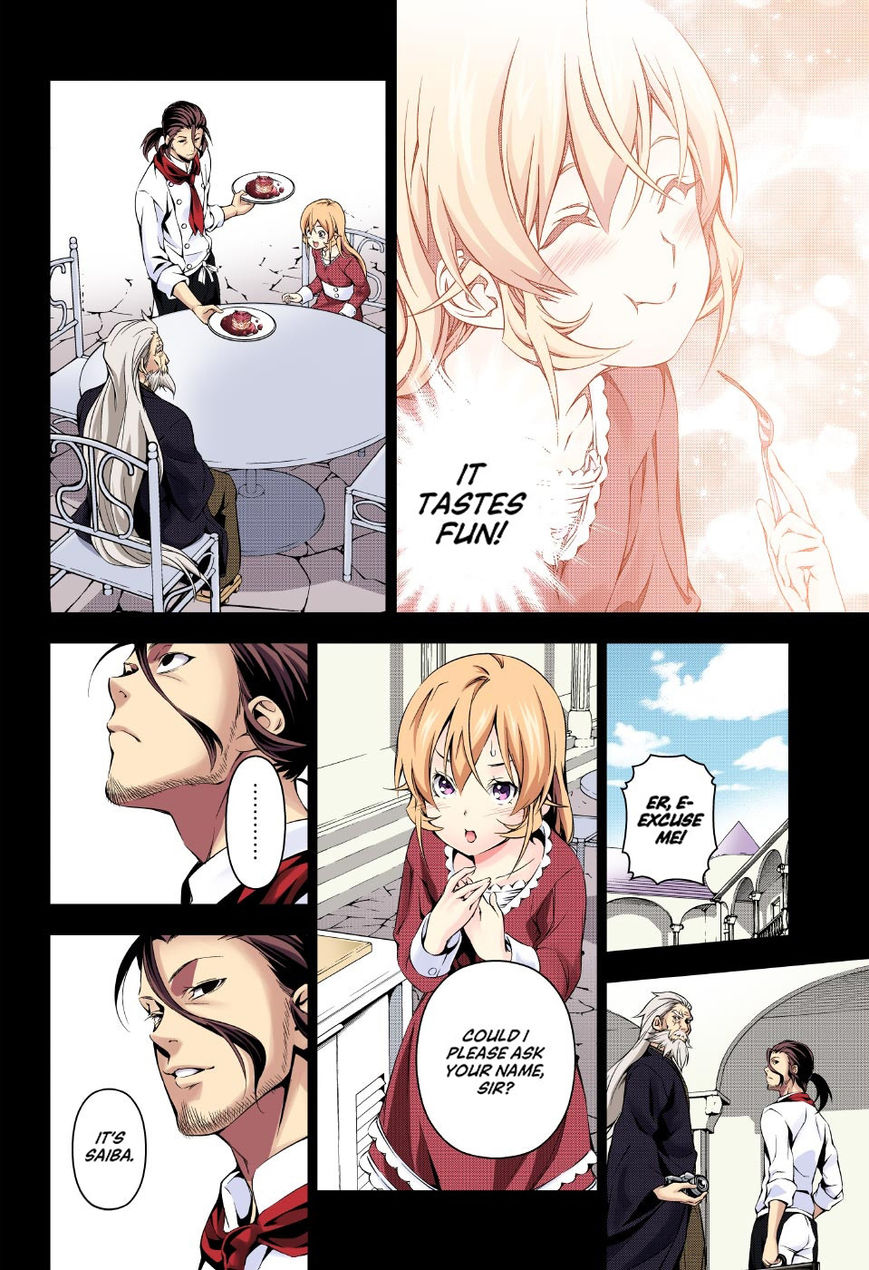 IT
TASTES
FUN!
ER, E-
EXCUSE
ME!
COULD I
PLEASE ASK
YOUR NAME,
SIR?
.........
IT'S
SAIBA.